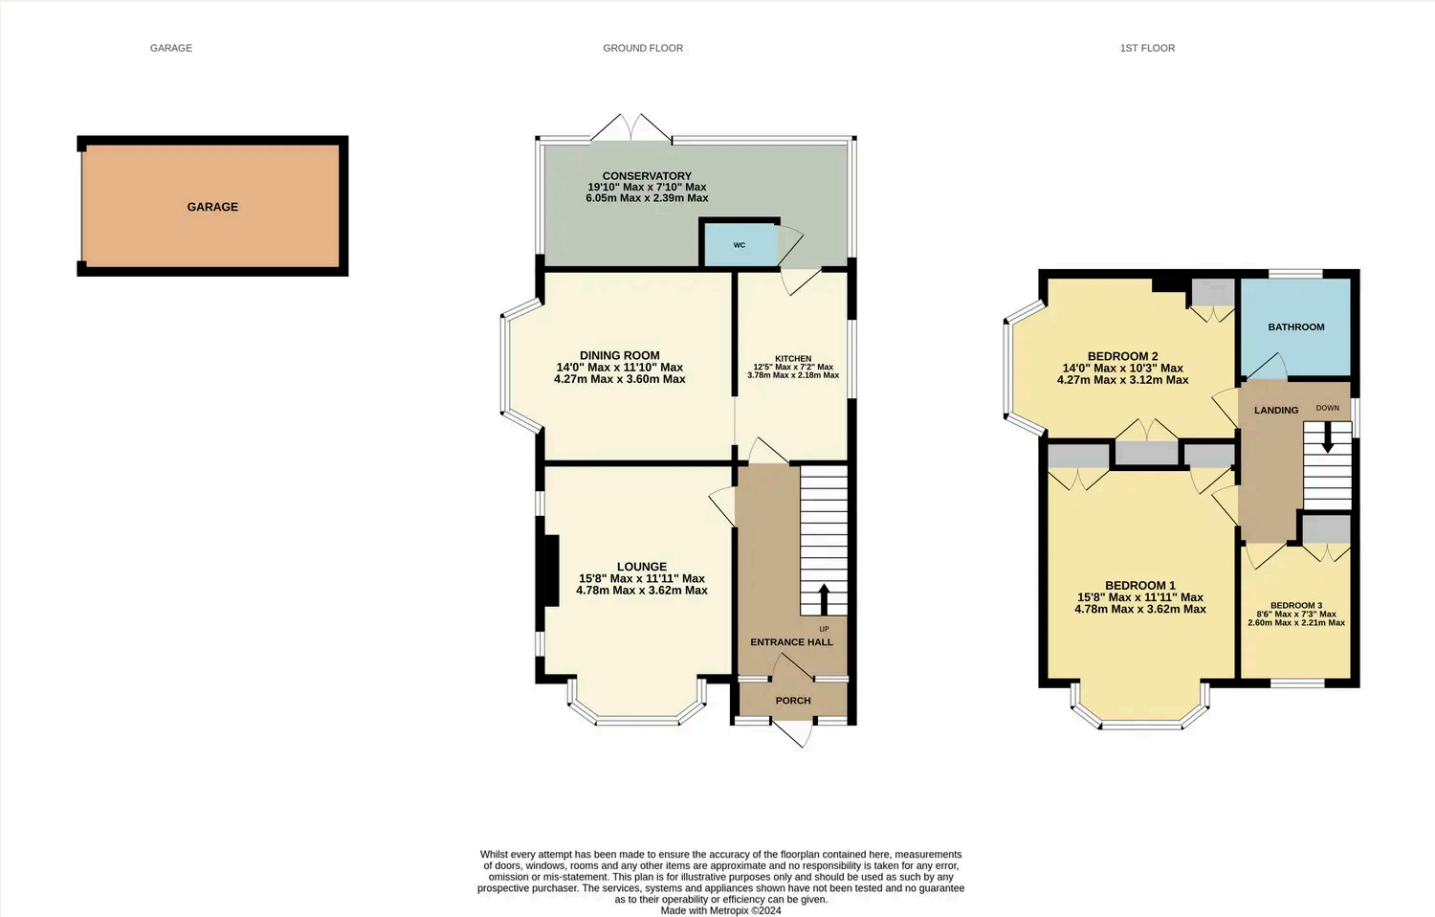 GARAGE
GROUND FLOOR
1ST FLOOR
GARAGE
CONSERVATORY
19'10" Max x 7'10" Max
6.05m Max x 2.39m Max
WC
DINING ROOM
14'0" Max x 11'10" Max
4.27m Max x 3.60m Max
KITCHEN
12'5" Max x 7'2" Max
3.78m Max x 2.18m Max
LOUNGE
15'8" Max x 11'11" Max
4.78m Max x 3.62m Max
UP
ENTRANCE HALL
PORCH
BATHROOM
BEDROOM 2
14'0" Max x 10'3" Max
4.27m Max x 3.12m Max
LANDING
DOWN
BEDROOM 1
15'8" Max x 11'11" Max
4.78m Max x 3.62m Max
BEDROOM 3
8'6" Max x 7'3" Max
2.60m Max x 2.21m Max
Whilst every attempt has been made to ensure the accuracy of the floorplan contained here, measurements
of doors, windows, rooms and any other items are approximate and no responsibility is taken for any error,
omission or mis-statement. This plan is for illustrative purposes only and should be used as such by any
prospective purchaser. The services, systems and appliances shown have not been tested and no guarantee
as to their operability or efficiency can be given.
Made with Metropix ©2024